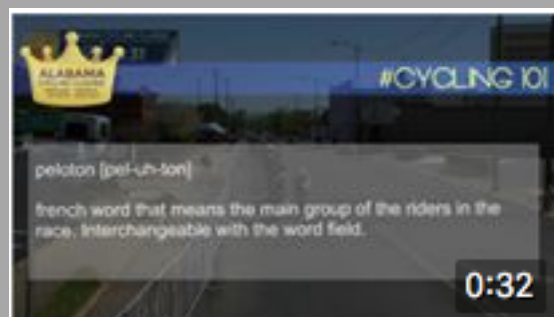 ALABAMA
#CYCLING 101
peloton [pel-uh-ton]
french word that means the main group of the riders in the
race. Interchangeable with the word field.
0:32